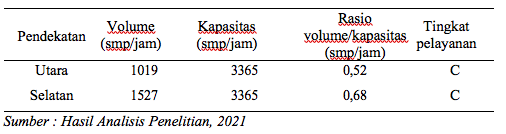 Pendekatan Volume (smp/jam) Kapasitas (smp/jam) Rasio volume/kapasitas (smp/jam) Tingkat pelayanan
Utara 1019 3365 0,52 C
Selatan 1527 3365 0,68 C
Sumber : Hasil Analisis Penelitian, 2021